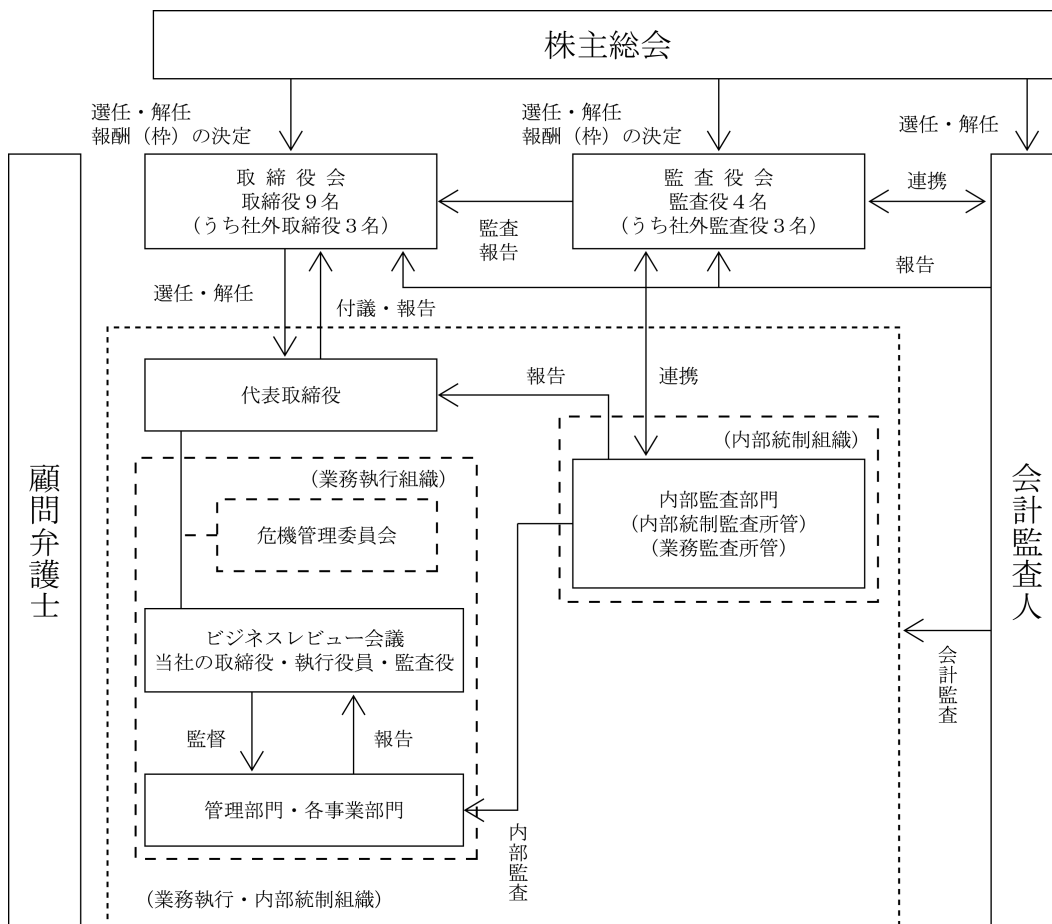 株主総会
選任・解任
報酬（枠）の決定
選任・解任
報酬（枠）の決定
選任・解任
取締役会
取締役９名
（うち社外取締役３名）
監査役会
監査役４名
（うち社外監査役３名）
連携
監査
報告
報告
選任・解任
付議・報告
代表取締役
報告
連携
（内部統制組織）
（業務執行組織）
内部監査部門
（内部統制監査所管）
（業務監査所管）
危機管理委員会
顧問弁護士
会計監査人
ビジネスレビュー会議
当社の取締役・執行役員・監査役
会計監査
監督
報告
管理部門・各事業部門
内部監査
（業務執行・内部統制組織）